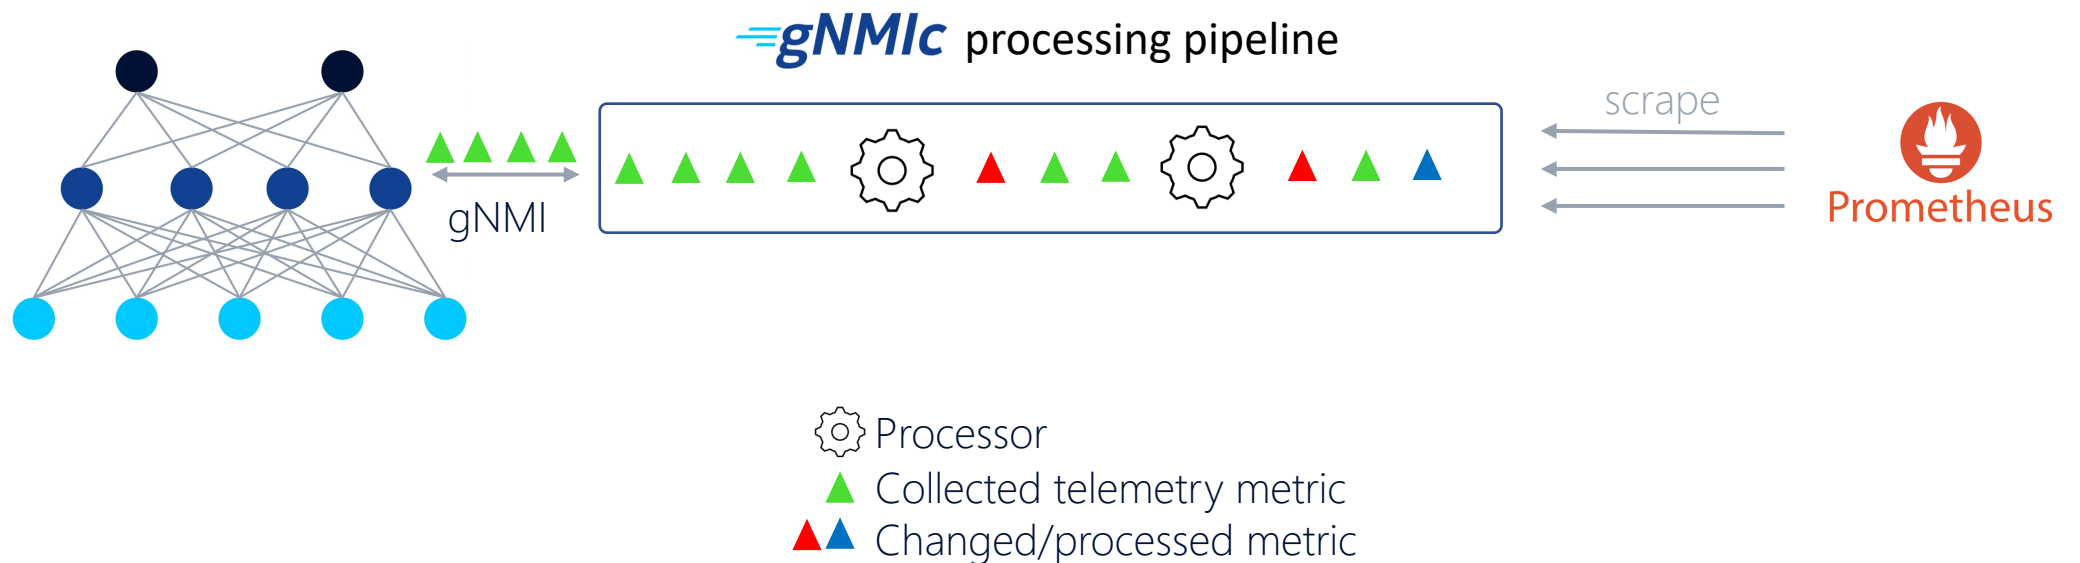 gNMIc processing pipeline
scrape
gNMI
Prometheus
Processor
Collected telemetry metric
Changed/processed metric